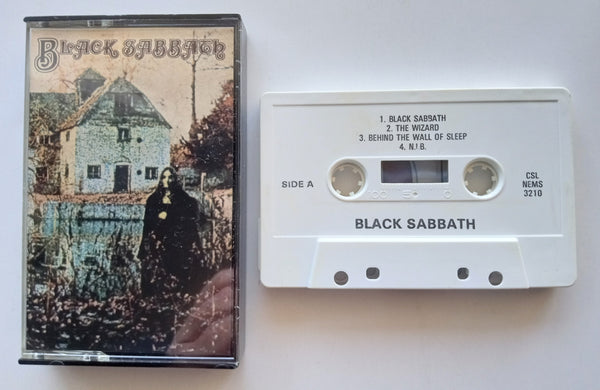 BLACK SABBATH
1. BLACK SABBATH
2. THE WIZARD
3. BEHIND THE WALL OF SLEEP
4. N.I.B.
SIDE A
CSL
NEMS
3210
BLACK SABBATH